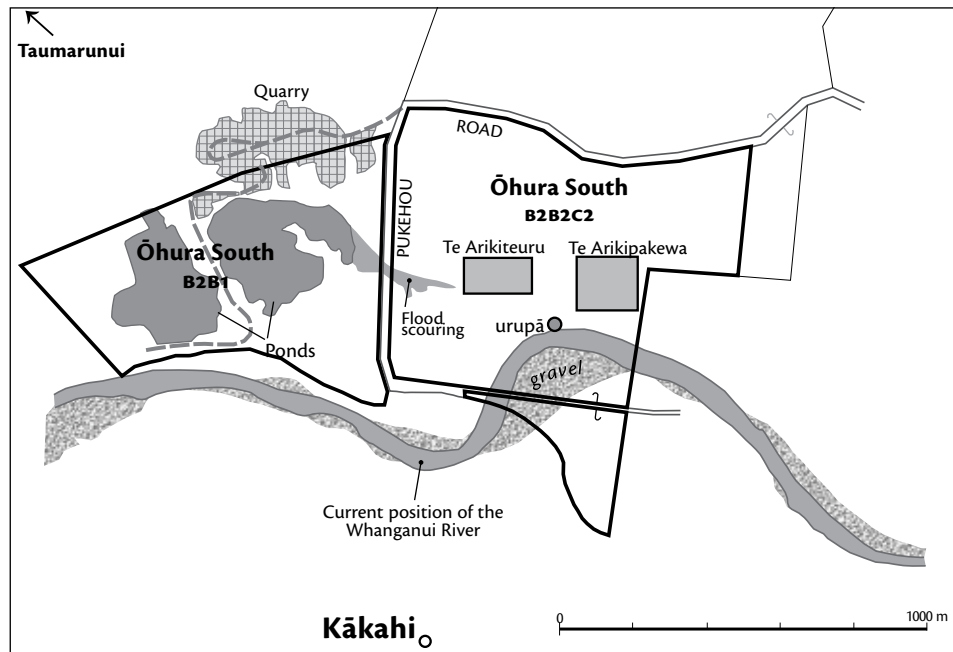 Taumarunui
Quarry
ROAD
PUKEHOU
Ōhura South
B2B2C2
Te Arikiteuru
Te Arikipakewa
Ōhura South
B2B1
Flood
scouring
urupā
Ponds
gravel
Current position of the
Whanganui River
Kākahi
0
1000 m